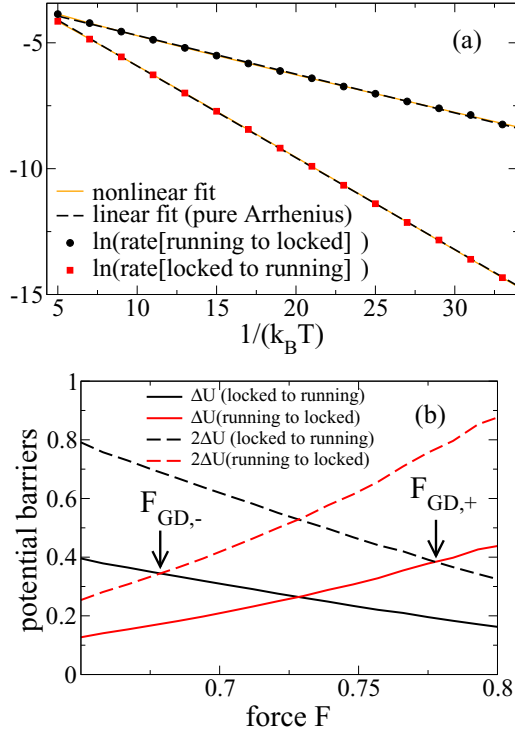 -5
-10
-15
(a)
nonlinear fit
linear fit (pure Arrhenius)
ln(rate[running to locked] )
ln(rate[locked to running] )
5 10 15 20 25 30
1/(k_BT)
1
0.8
0.6
0.4
0.2
0
potential barriers
ΔU (locked to running)
ΔU(running to locked)
2ΔU (locked to running)
2ΔU(running to locked)
(b)
F_GD,-
F_GD,+
0.7 0.75 0.8
force F